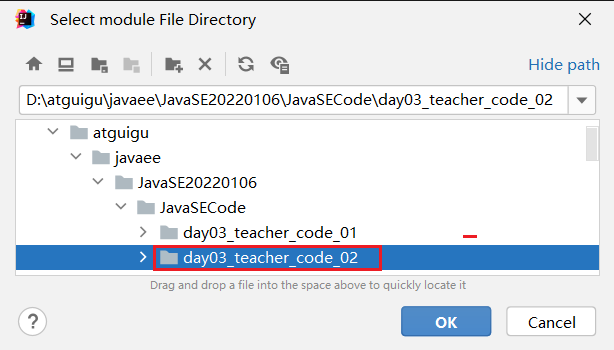 Select module File Directory
Hide path
D:\atguigu\javaee\JavaSE20220106\JavaSECode\day03_teacher_code_02
atguigu
javaee
JavaSE20220106
JavaSECode
day03_teacher_code_01
day03_teacher_code_02
Drag and drop a file into the space above to quickly locate it
?
OK
Cancel